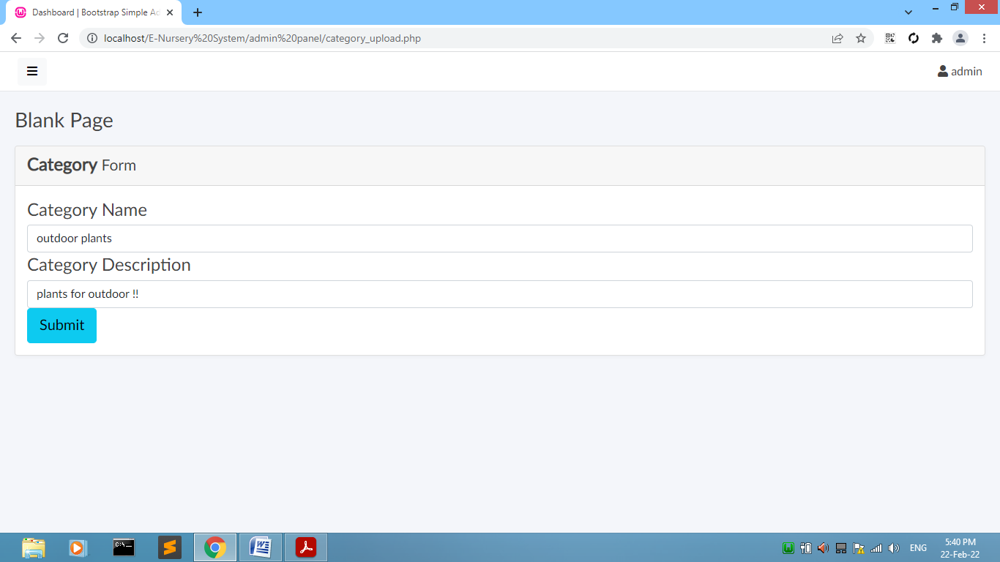 Dashboard | Bootstrap Simple Ad
localhost/E-Nursery%20System/admin%20panel/category_upload.php
admin
Blank Page
Category Form
Category Name
outdoor plants
Category Description
plants for outdoor !!
Submit
C:\._
ENG
5:40 PM
22-Feb-22